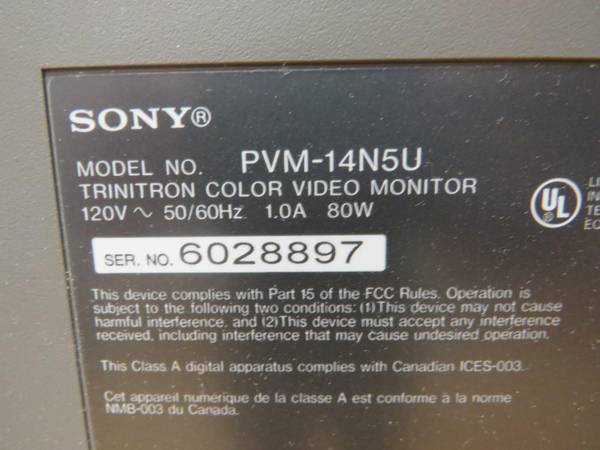 SONY®
MODEL NO. PVM-14N5U
TRINITRON COLOR VIDEO MONITOR
120V ~ 50/60Hz 1.0A 80W
SER. NO. 6028897
This device complies with Part 15 of the FCC Rules. Operation is
subject to the following two conditions: (1)This device may not cause
harmful interference, and (2)This device must accept any interference
received, including interference that may cause undesired operation.
This Class A digital apparatus complies with Canadian ICES-003.
Cet appareil numérique de la classe A est conforme à la norme
NMB-003 du Canada.
UL